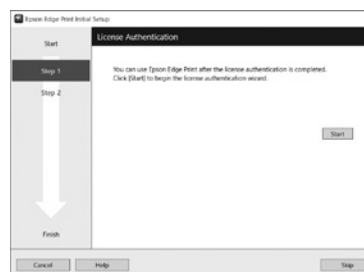 Epson Edge Print Initial Setup
Start
License Authentication
Step 1
You can use Epson Edge Print after the license authentication is completed.
Click [Start] to begin the license authentication wizard.
Step 2
Start
Finish
Cancel
Help
Skip